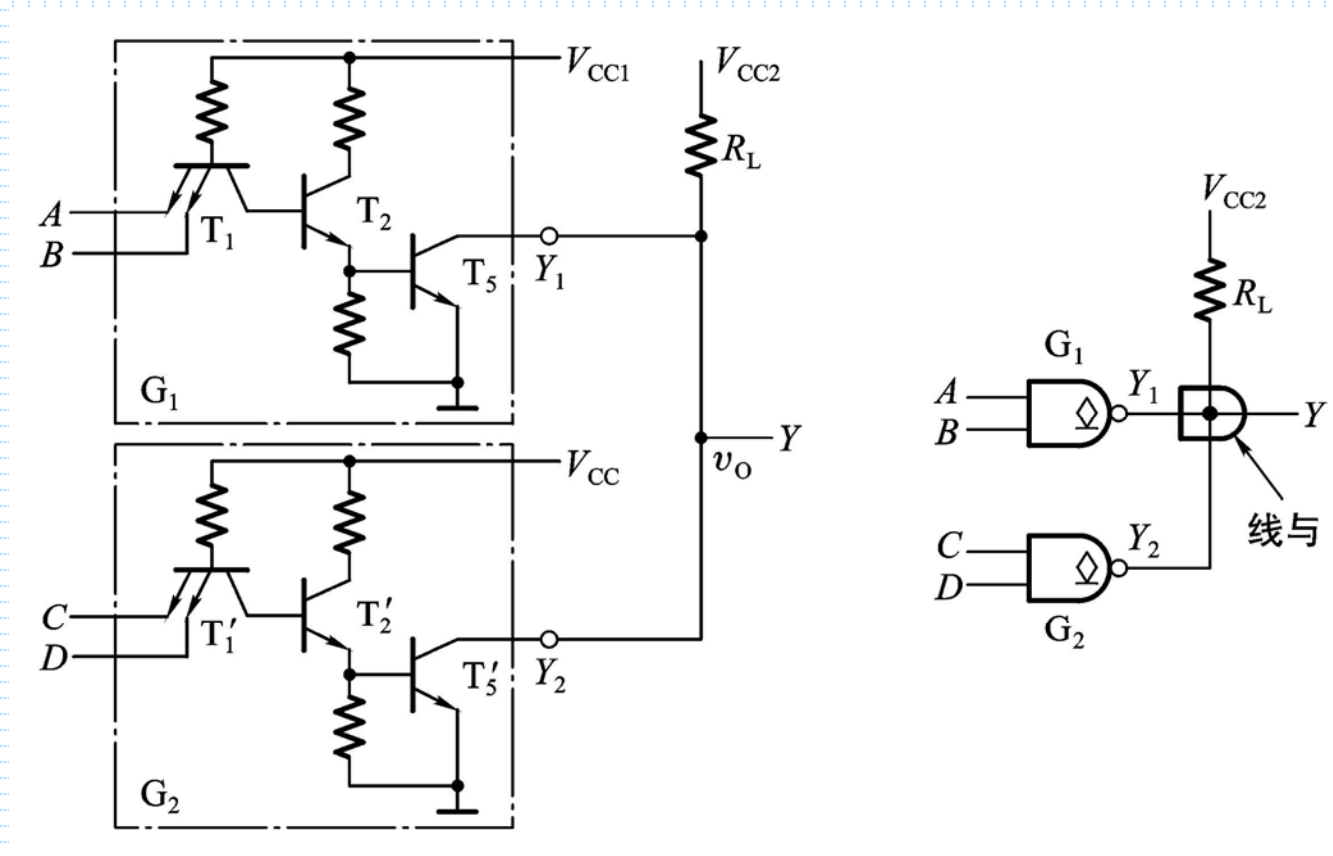 V_CC1
V_CC2
R_L
A
B
T_1
T_2
T_5
Y_1
G_1
V_CC
Y
v_O
C
D
T_1′
T_2′
T_5′
Y_2
G_2
V_CC2
R_L
G_1
A
B
Y_1
Y
线与
C
D
Y_2
G_2